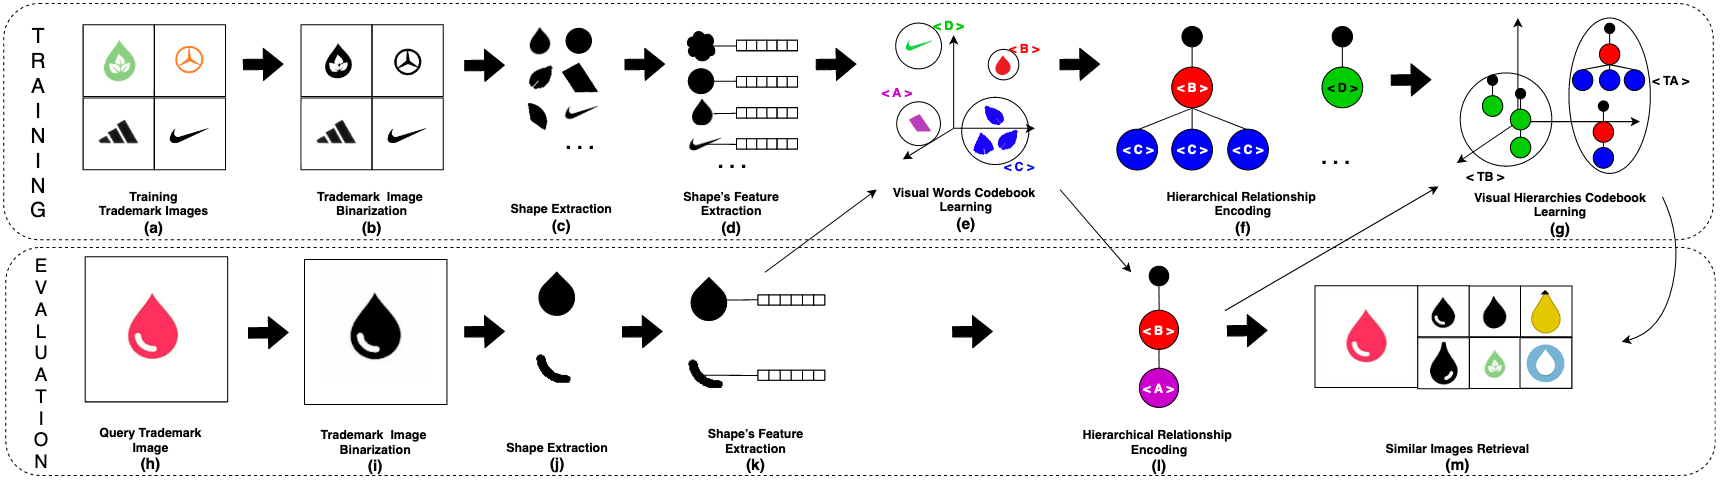 TRAINING
Training
Trademark Images
(a)
Trademark Image
Binarization
(b)
Shape Extraction
(c)
. . .
Shape's Feature
Extraction
(d)
. . .
< D >
< B >
< A >
< C >
Visual Words Codebook
Learning
(e)
< B >
< C >
< C >
< C >
< D >
. . .
Hierarchical Relationship
Encoding
(f)
< TA >
< TB >
Visual Hierarchies Codebook
Learning
(g)
EVALUATION
Query Trademark
Image
(h)
Trademark Image
Binarization
(i)
Shape Extraction
(j)
Shape's Feature
Extraction
(k)
< B >
< A >
Hierarchical Relationship
Encoding
(l)
Similar Images Retrieval
(m)